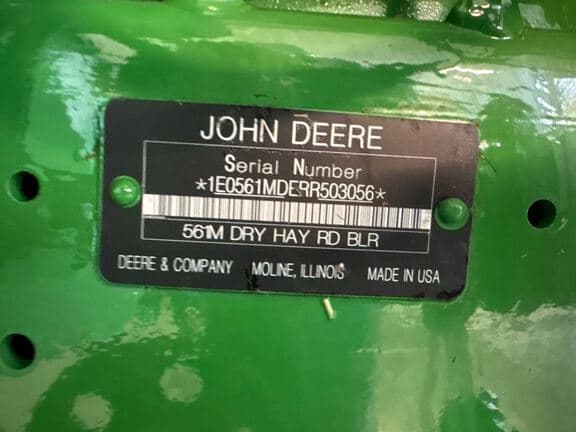 JOHN DEERE
Serial Number
*1E0561MDERR503056*
561M DRY HAY RD BLR
DEERE & COMPANY MOLINE, ILLINOIS MADE IN USA